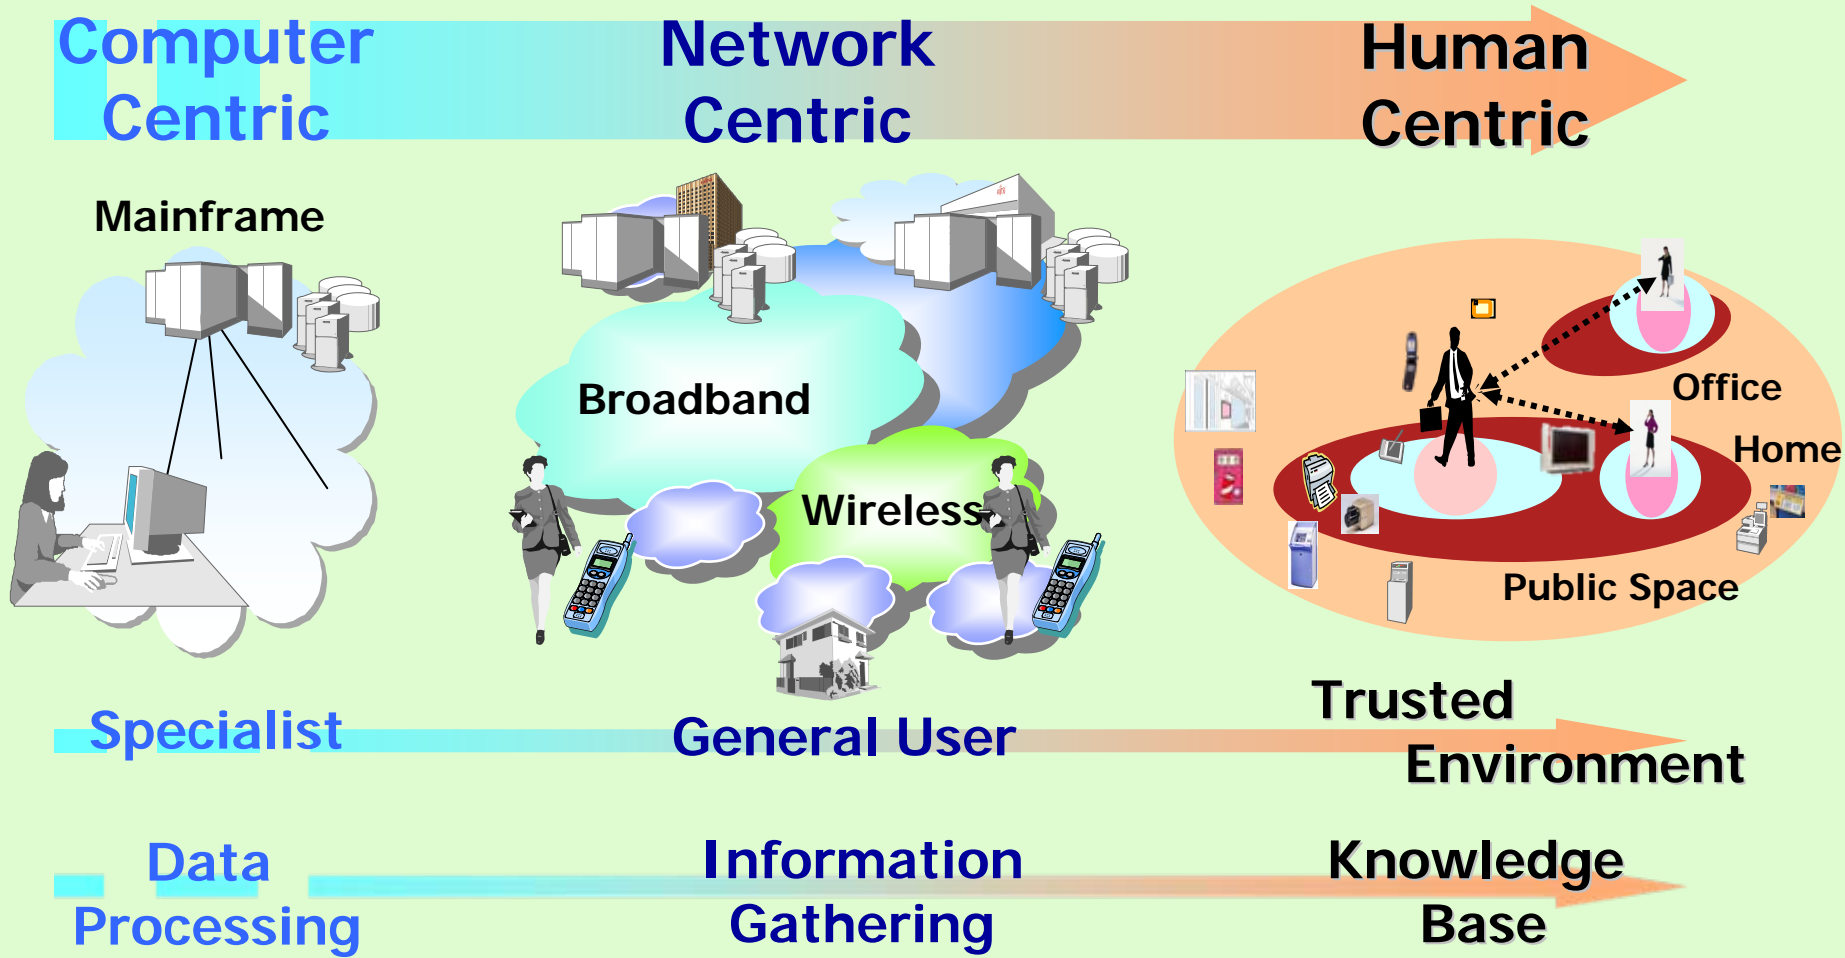 Computer
Centric
Network
Centric
Human
Centric
Mainframe
Broadband
Wireless
Office
Home
Public Space
Specialist
General User
Trusted
Environment
Data
Processing
Information
Gathering
Knowledge
Base